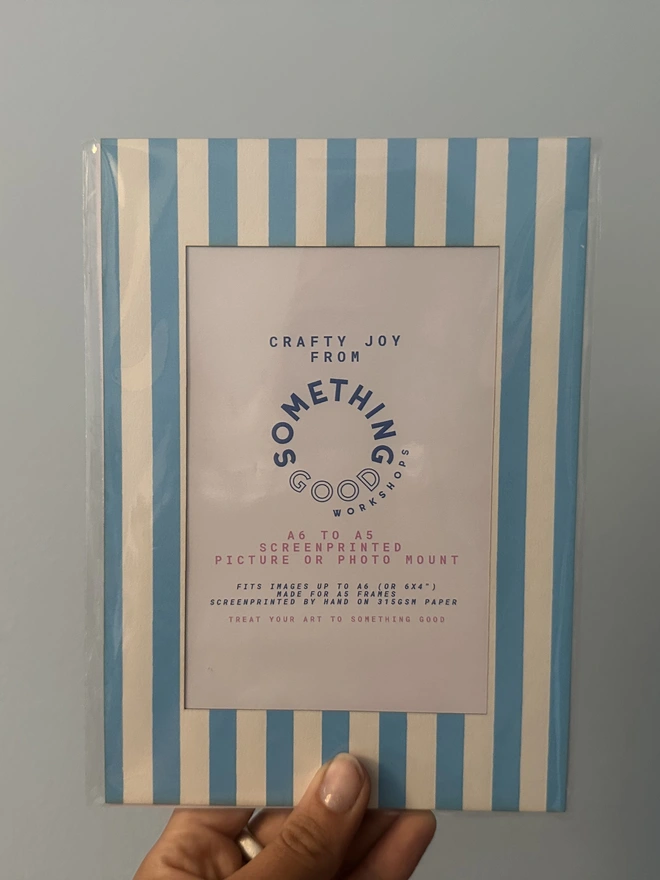 CRAFTY JOY
FROM
SOMETHING
GOOD
WORKSHOPS
A6 TO A5
SCREENPRINTED
PICTURE OR PHOTO MOUNT
FITS IMAGES UP TO A6 (OR 6X4")
MADE FOR A5 FRAMES
SCREENPRINTED BY HAND ON 315GSM PAPER
TREAT YOUR ART TO SOMETHING GOOD